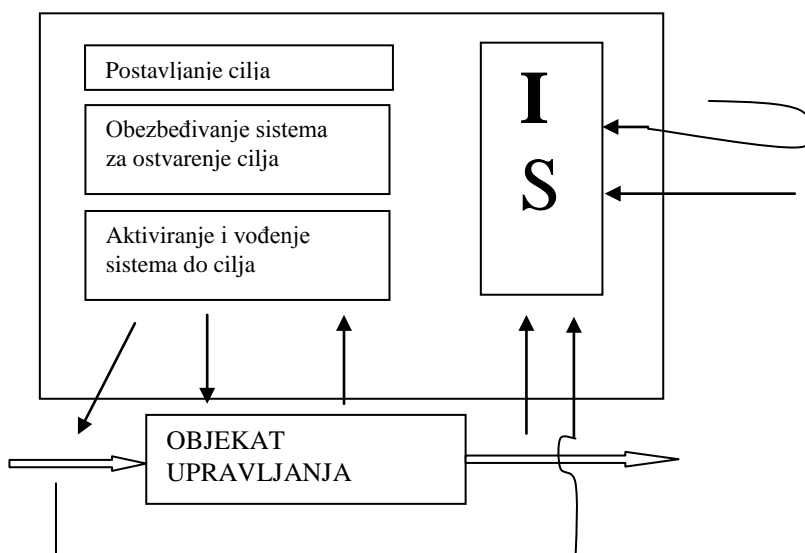 Postavljanje cilja
Obezbeđivanje sistema
za ostvarenje cilja
Aktiviranje i vođenje
sistema do cilja
I
S
OBJEKAT
UPRAVLJANJA